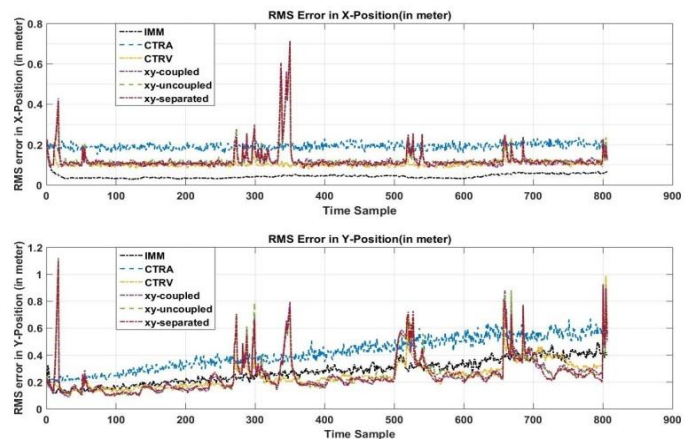 RMS Error in X-Position(in meter)
RMS error in X-Position (in meter)
0.8
0.6
0.4
0.2
0
IMM
CTRA
CTRV
xy-coupled
xy-uncoupled
xy-separated
0 100 200 300 400 500 600 700 800 900
Time Sample
RMS Error in Y-Position(in meter)
RMS error in Y-Position (in meter)
1.2
1
0.8
0.6
0.4
0.2
0
IMM
CTRA
CTRV
xy-coupled
xy-uncoupled
xy-separated
0 100 200 300 400 500 600 700 800 900
Time Sample